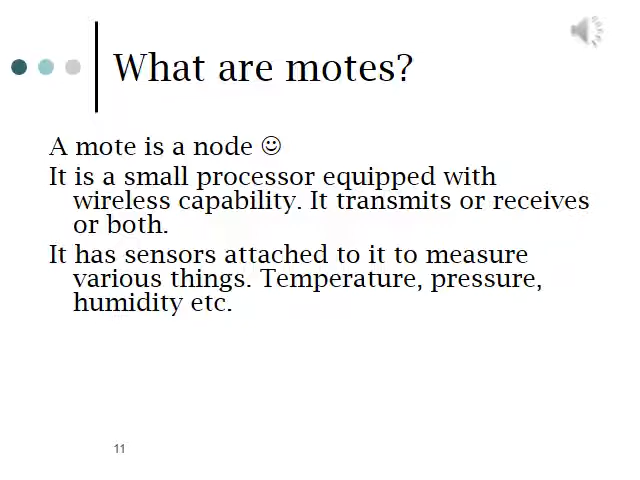 What are motes?
A mote is a node ☺
It is a small processor equipped with
wireless capability. It transmits or receives
or both.
It has sensors attached to it to measure
various things. Temperature, pressure,
humidity etc.
11